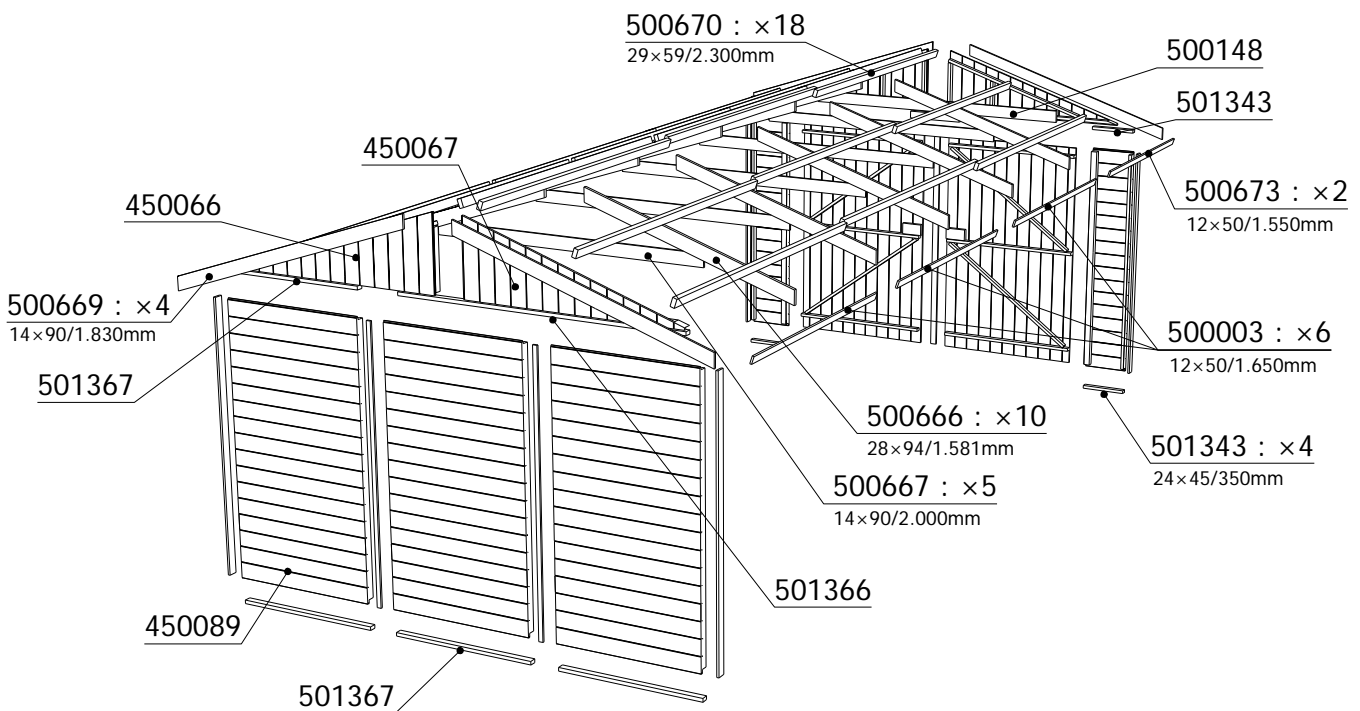 500670 : ×18
29×59/2.300mm
500148
501343
450067
500673 : ×2
12×50/1.550mm
450066
500669 : ×4
14×90/1.830mm
500003 : ×6
12×50/1.650mm
501367
500666 : ×10
28×94/1.581mm
501343 : ×4
24×45/350mm
500667 : ×5
14×90/2.000mm
501366
450089
501367